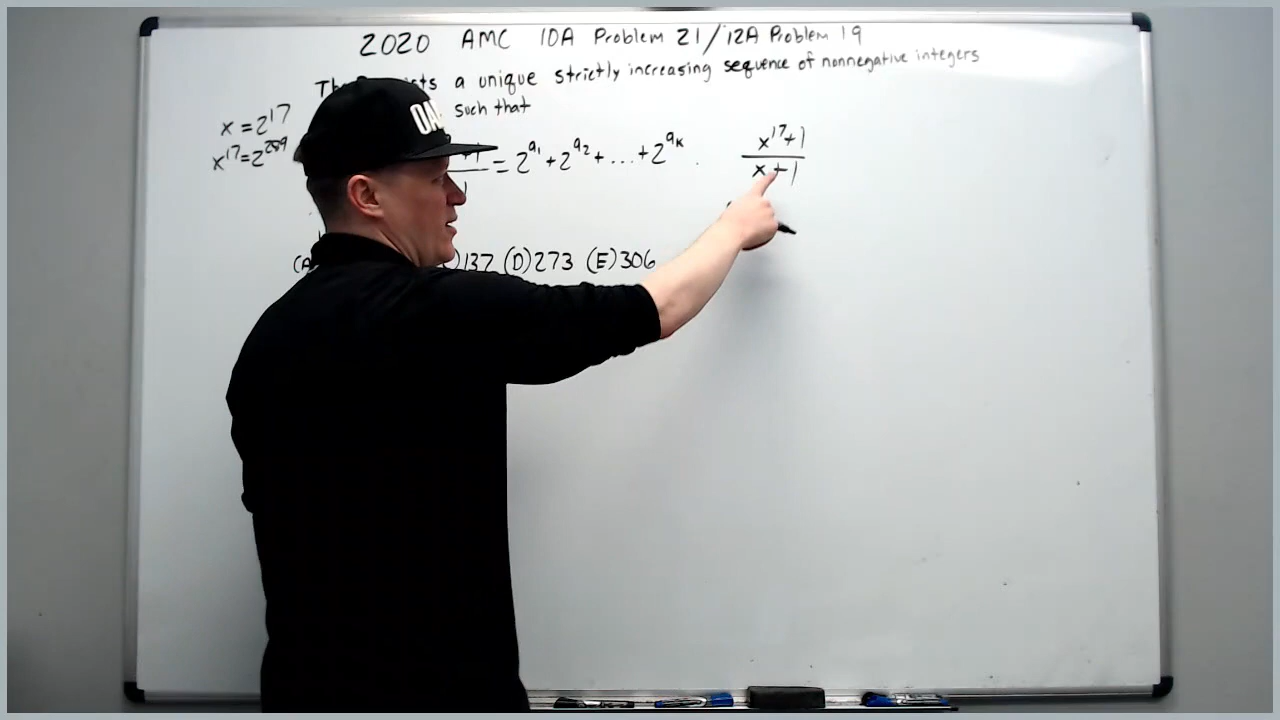 2020 AMC 10A Problem 21/12A Problem 19
a unique strictly increasing sequence of nonnegative integers
such that
x=2^17
x^17=2^289
= 2^a₁ + 2^a₂ + ... + 2^aₖ .
x^17+1
x+1
137 (D)273 (E)306